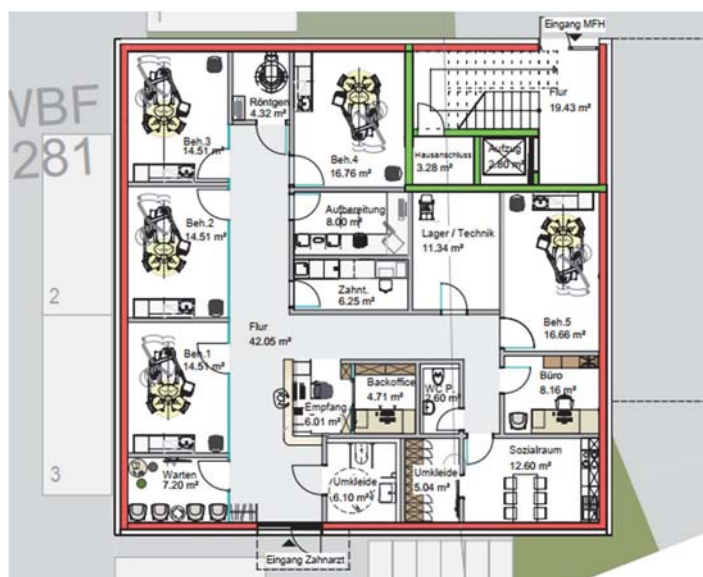 Eingang MFH
WBF
281
2
3
Beh.3
14.51 m²
Röntgen
4.32 m²
Beh.4
16.76 m²
Flur
19.43 m²
Hausanschluss
3.28 m²
Aufzug
2.60 m²
Beh.2
14.51 m²
Aufbereitung
8.00 m²
Lager / Technik
11.34 m²
Zahnt.
6.25 m²
Beh.5
16.66 m²
Flur
42.05 m²
Beh.1
14.51 m²
Empfang
6.01 m²
Backoffice
4.71 m²
WC P.
2.60 m²
Büro
8.16 m²
Warten
7.20 m²
Umkleide
6.10 m²
Umkleide
5.04 m²
Sozialraum
12.60 m²
Eingang Zahnarzt